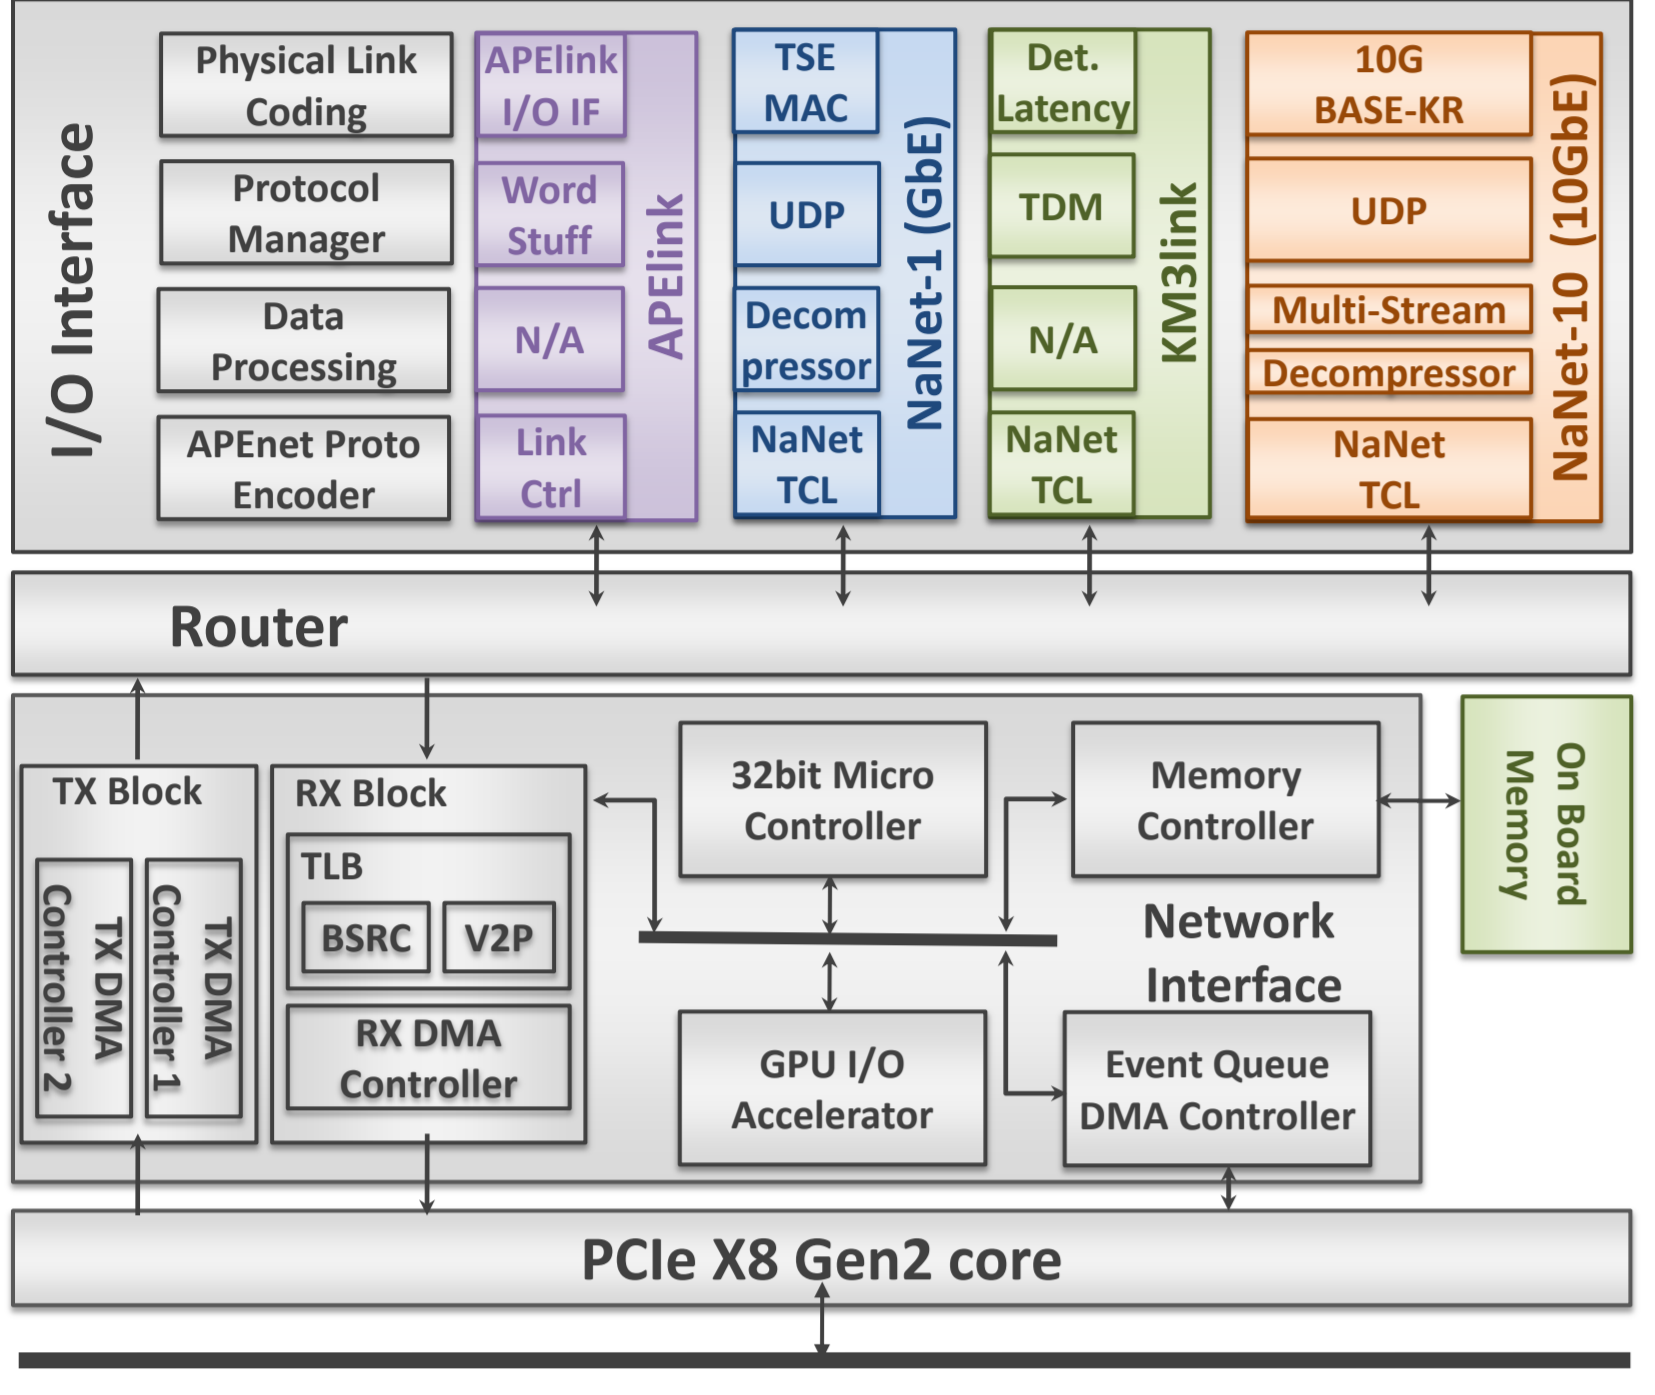 I/O Interface
Physical Link
Coding
Protocol
Manager
Data
Processing
APEnet Proto
Encoder
APElink
I/O IF
Word
Stuff
N/A
Link
Ctrl
APElink
TSE
MAC
UDP
Decom
pressor
NaNet
TCL
NaNet-1 (GbE)
Det.
Latency
TDM
N/A
NaNet
TCL
KM3link
10G
BASE-KR
UDP
Multi-Stream
Decompressor
NaNet
TCL
NaNet-10 (10GbE)
Router
TX Block
TX DMA
Controller 2
TX DMA
Controller 1
RX Block
TLB
BSRC
V2P
RX DMA
Controller
32bit Micro
Controller
Memory
Controller
Network
Interface
GPU I/O
Accelerator
Event Queue
DMA Controller
On Board
Memory
PCIe X8 Gen2 core